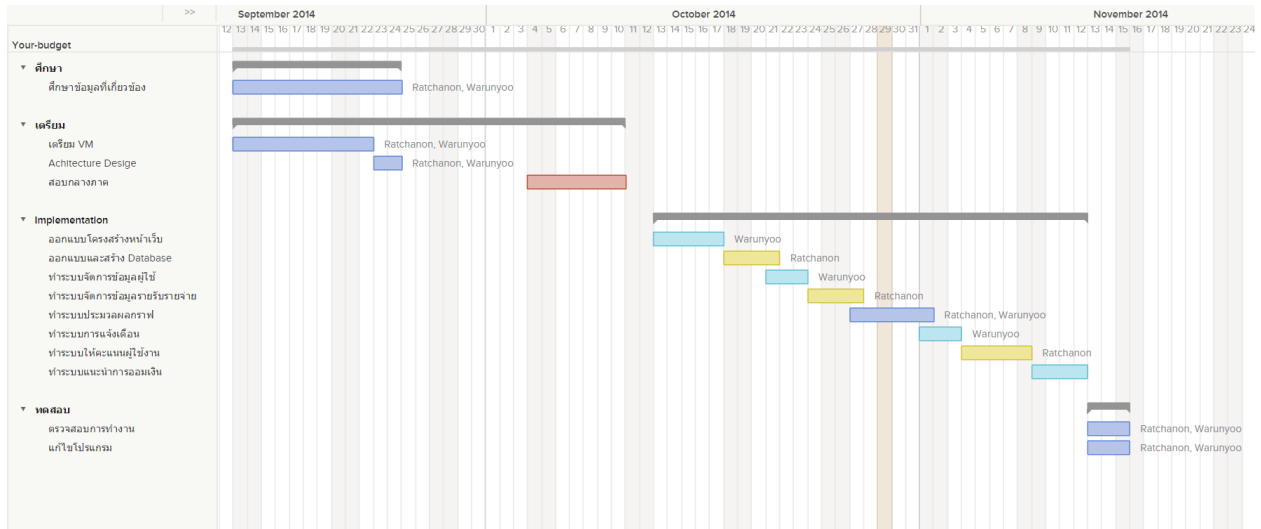 >>
September 2014 October 2014 November 2014
12 13 14 15 16 17 18 19 20 21 22 23 24 25 26 27 28 29 30 1 2 3 4 5 6 7 8 9 10 11 12 13 14 15 16 17 18 19 20 21 22 23 24 25 26 27 28 29 30 31 1 2 3 4 5 6 7 8 9 10 11 12 13 14 15 16 17 18 19 20 21 22 23 24
Your-budget
ศึกษา
ศึกษาข้อมูลที่เกี่ยวข้อง Ratchanon, Warunyoo
เตรียม
เตรียม VM Ratchanon, Warunyoo
Achitecture Desige Ratchanon, Warunyoo
สอบกลางภาค
Implementation
ออกแบบโครงสร้างหน้าเว็บ Warunyoo
ออกแบบและสร้าง Database Ratchanon
ทำระบบจัดการข้อมูลผู้ใช้ Warunyoo
ทำระบบจัดการข้อมูลรายรับรายจ่าย Ratchanon
ทำระบบประมวลผลกราฟ Ratchanon, Warunyoo
ทำระบบการแจ้งเตือน Warunyoo
ทำระบบให้คะแนนผู้ใช้งาน Ratchanon
ทำระบบแนะนำการออมเงิน
ทดสอบ
ตรวจสอบการทำงาน Ratchanon, Warunyoo
แก้ไขโปรแกรม Ratchanon, Warunyoo